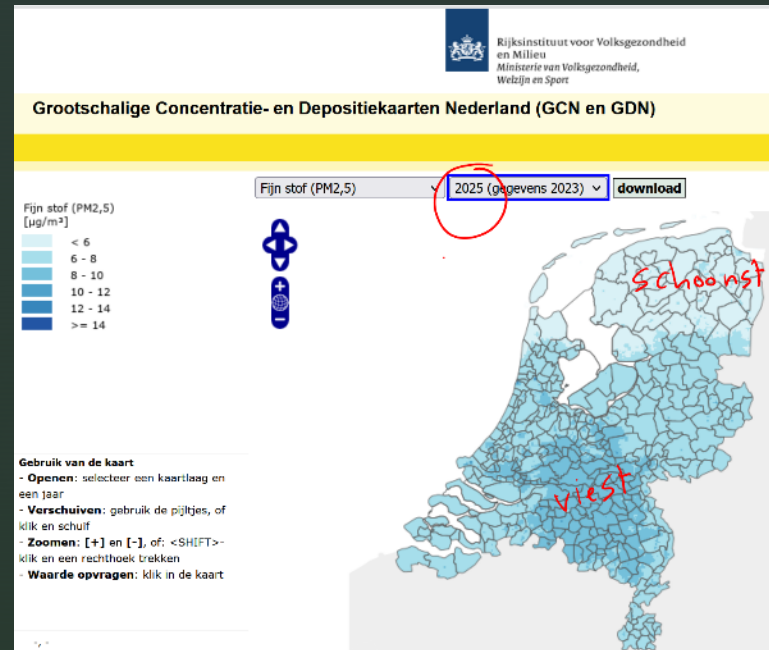 Rijksinstituut voor Volksgezondheid
en Milieu
Ministerie van Volksgezondheid,
Welzijn en Sport
Grootschalige Concentratie- en Depositiekaarten Nederland (GCN en GDN)
Fijn stof (PM2,5)
2025 (gegevens 2023)
download
Fijn stof (PM2,5)
[µg/m³]
< 6
6 - 8
8 - 10
10 - 12
12 - 14
>= 14
schoonst
viest
Gebruik van de kaart
- Openen: selecteer een kaartlaag en
een jaar
- Verschuiven: gebruik de pijltjes, of
klik en schuif
- Zoomen: [+] en [-], of: <SHIFT>-
klik en een rechthoek trekken
- Waarde opvragen: klik in de kaart